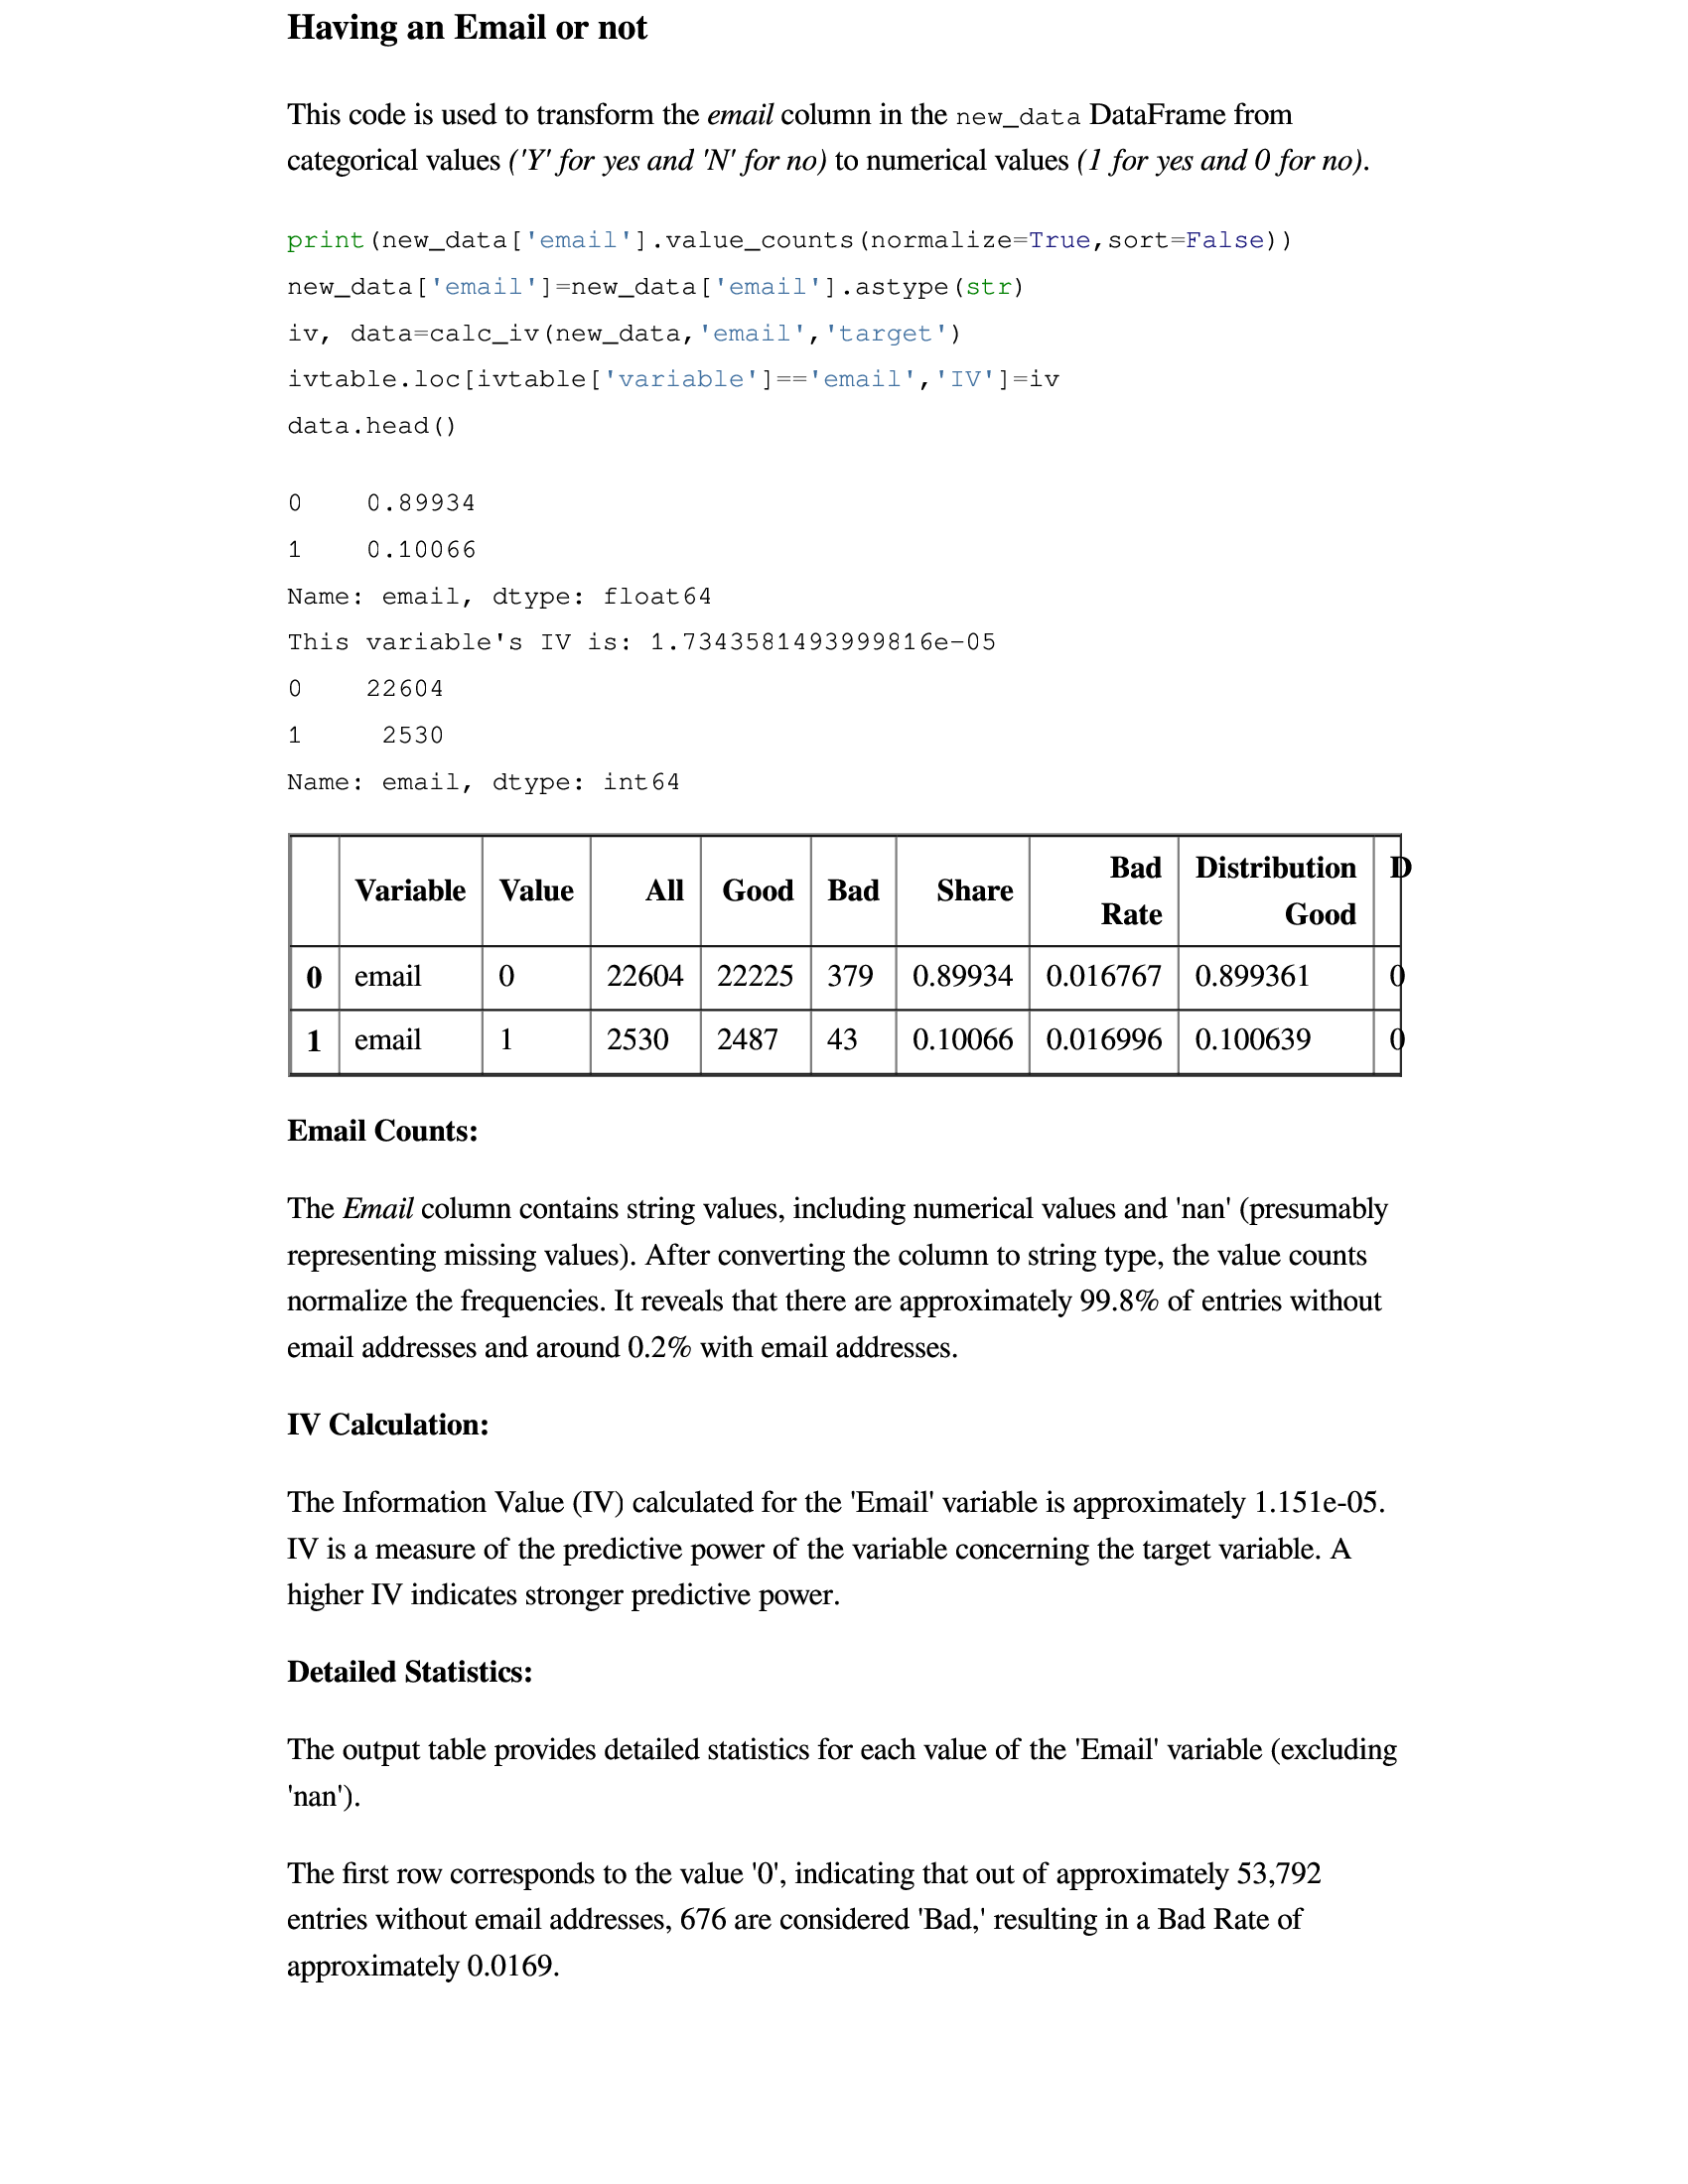 Having an Email or not
This code is used to transform the email column in the new_data DataFrame from
categorical values ('Y' for yes and 'N' for no) to numerical values (1 for yes and 0 for no).
print(new_data['email'].value_counts(normalize=True,sort=False))
new_data['email']=new_data['email'].astype(str)
iv, data=calc_iv(new_data,'email','target')
ivtable.loc[ivtable['variable']=='email','IV']=iv
data.head()
0    0.89934
1    0.10066
Name: email, dtype: float64
This variable's IV is: 1.7343581493999816e-05
0    22604
1     2530
Name: email, dtype: int64
Variable Value All Good Bad Share Bad Rate Distribution Good D
0 email 0 22604 22225 379 0.89934 0.016767 0.899361 0
1 email 1 2530 2487 43 0.10066 0.016996 0.100639 0
Email Counts:
The Email column contains string values, including numerical values and 'nan' (presumably
representing missing values). After converting the column to string type, the value counts
normalize the frequencies. It reveals that there are approximately 99.8% of entries without
email addresses and around 0.2% with email addresses.
IV Calculation:
The Information Value (IV) calculated for the 'Email' variable is approximately 1.151e-05.
IV is a measure of the predictive power of the variable concerning the target variable. A
higher IV indicates stronger predictive power.
Detailed Statistics:
The output table provides detailed statistics for each value of the 'Email' variable (excluding
'nan').
The first row corresponds to the value '0', indicating that out of approximately 53,792
entries without email addresses, 676 are considered 'Bad,' resulting in a Bad Rate of
approximately 0.0169.